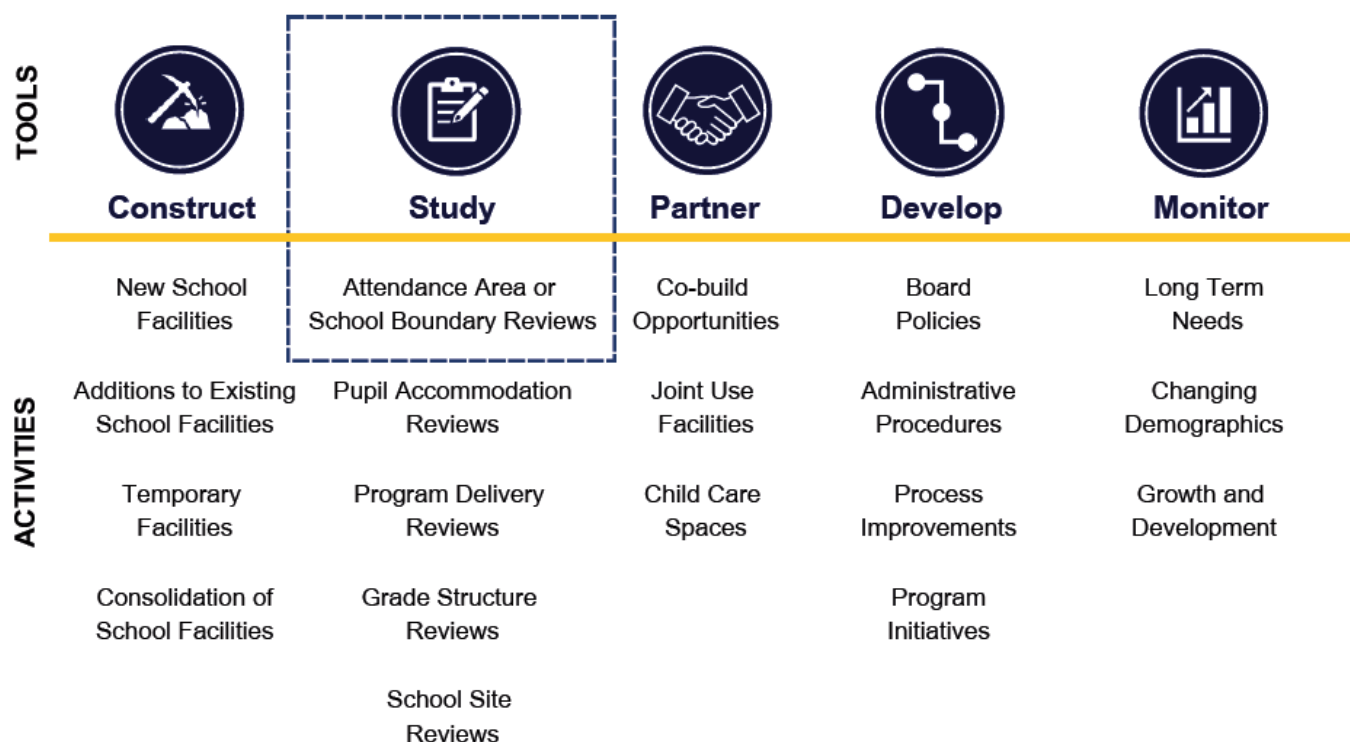 TOOLS
Construct
Study
Partner
Develop
Monitor
ACTIVITIES
New School
Facilities
Additions to Existing
School Facilities
Temporary
Facilities
Consolidation of
School Facilities
Attendance Area or
School Boundary Reviews
Pupil Accommodation
Reviews
Program Delivery
Reviews
Grade Structure
Reviews
School Site
Reviews
Co-build
Opportunities
Joint Use
Facilities
Child Care
Spaces
Board
Policies
Administrative
Procedures
Process
Improvements
Program
Initiatives
Long Term
Needs
Changing
Demographics
Growth and
Development